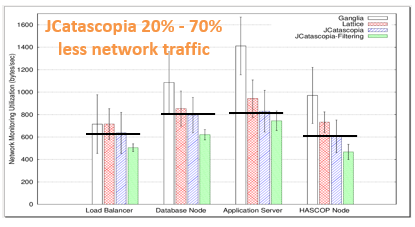 JCatascopia 20% - 70%
less network traffic
Ganglia
Lattice
JCatascopia
JCatascopia-Filtering
Network Monitoring Utilization (bytes/sec)
1600
1400
1200
1000
800
600
400
200
0
Load Balancer Database Node Application Server HASCOP Node